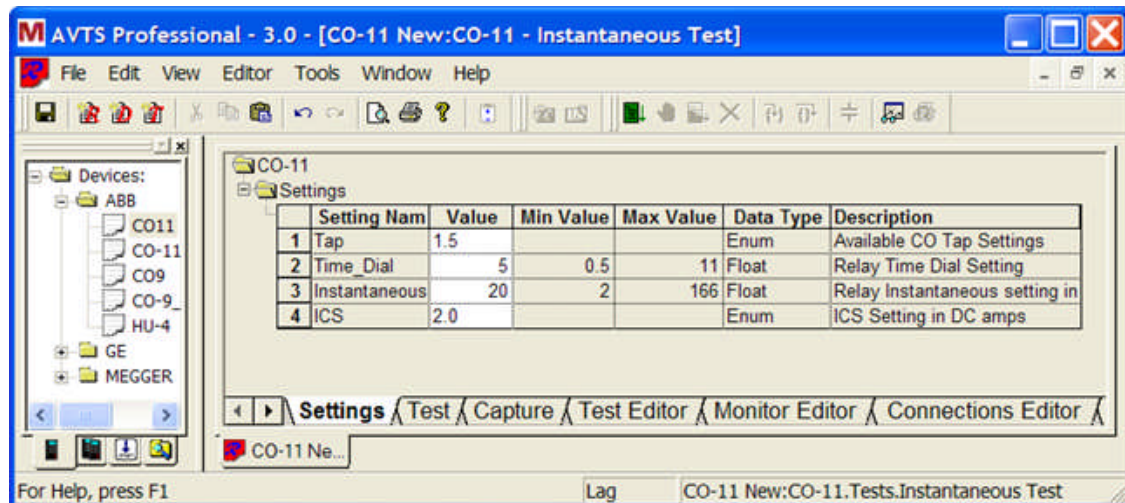 AVTS Professional - 3.0 - [CO-11 New:CO-11 - Instantaneous Test]
File Edit View Editor Tools Window Help
Devices:
ABB
CO11
CO-11
CO9
CO-9_
HU-4
GE
MEGGER
CO-11
Settings
Setting Nam Value Min Value Max Value Data Type Description
1 Tap 1.5 Enum Available CO Tap Settings
2 Time_Dial 5 0.5 11 Float Relay Time Dial Setting
3 Instantaneous 20 2 166 Float Relay Instantaneous setting in
4 ICS 2.0 Enum ICS Setting in DC amps
Settings Test Capture Test Editor Monitor Editor Connections Editor
CO-11 Ne...
For Help, press F1 Lag CO-11 New:CO-11.Tests.Instantaneous Test